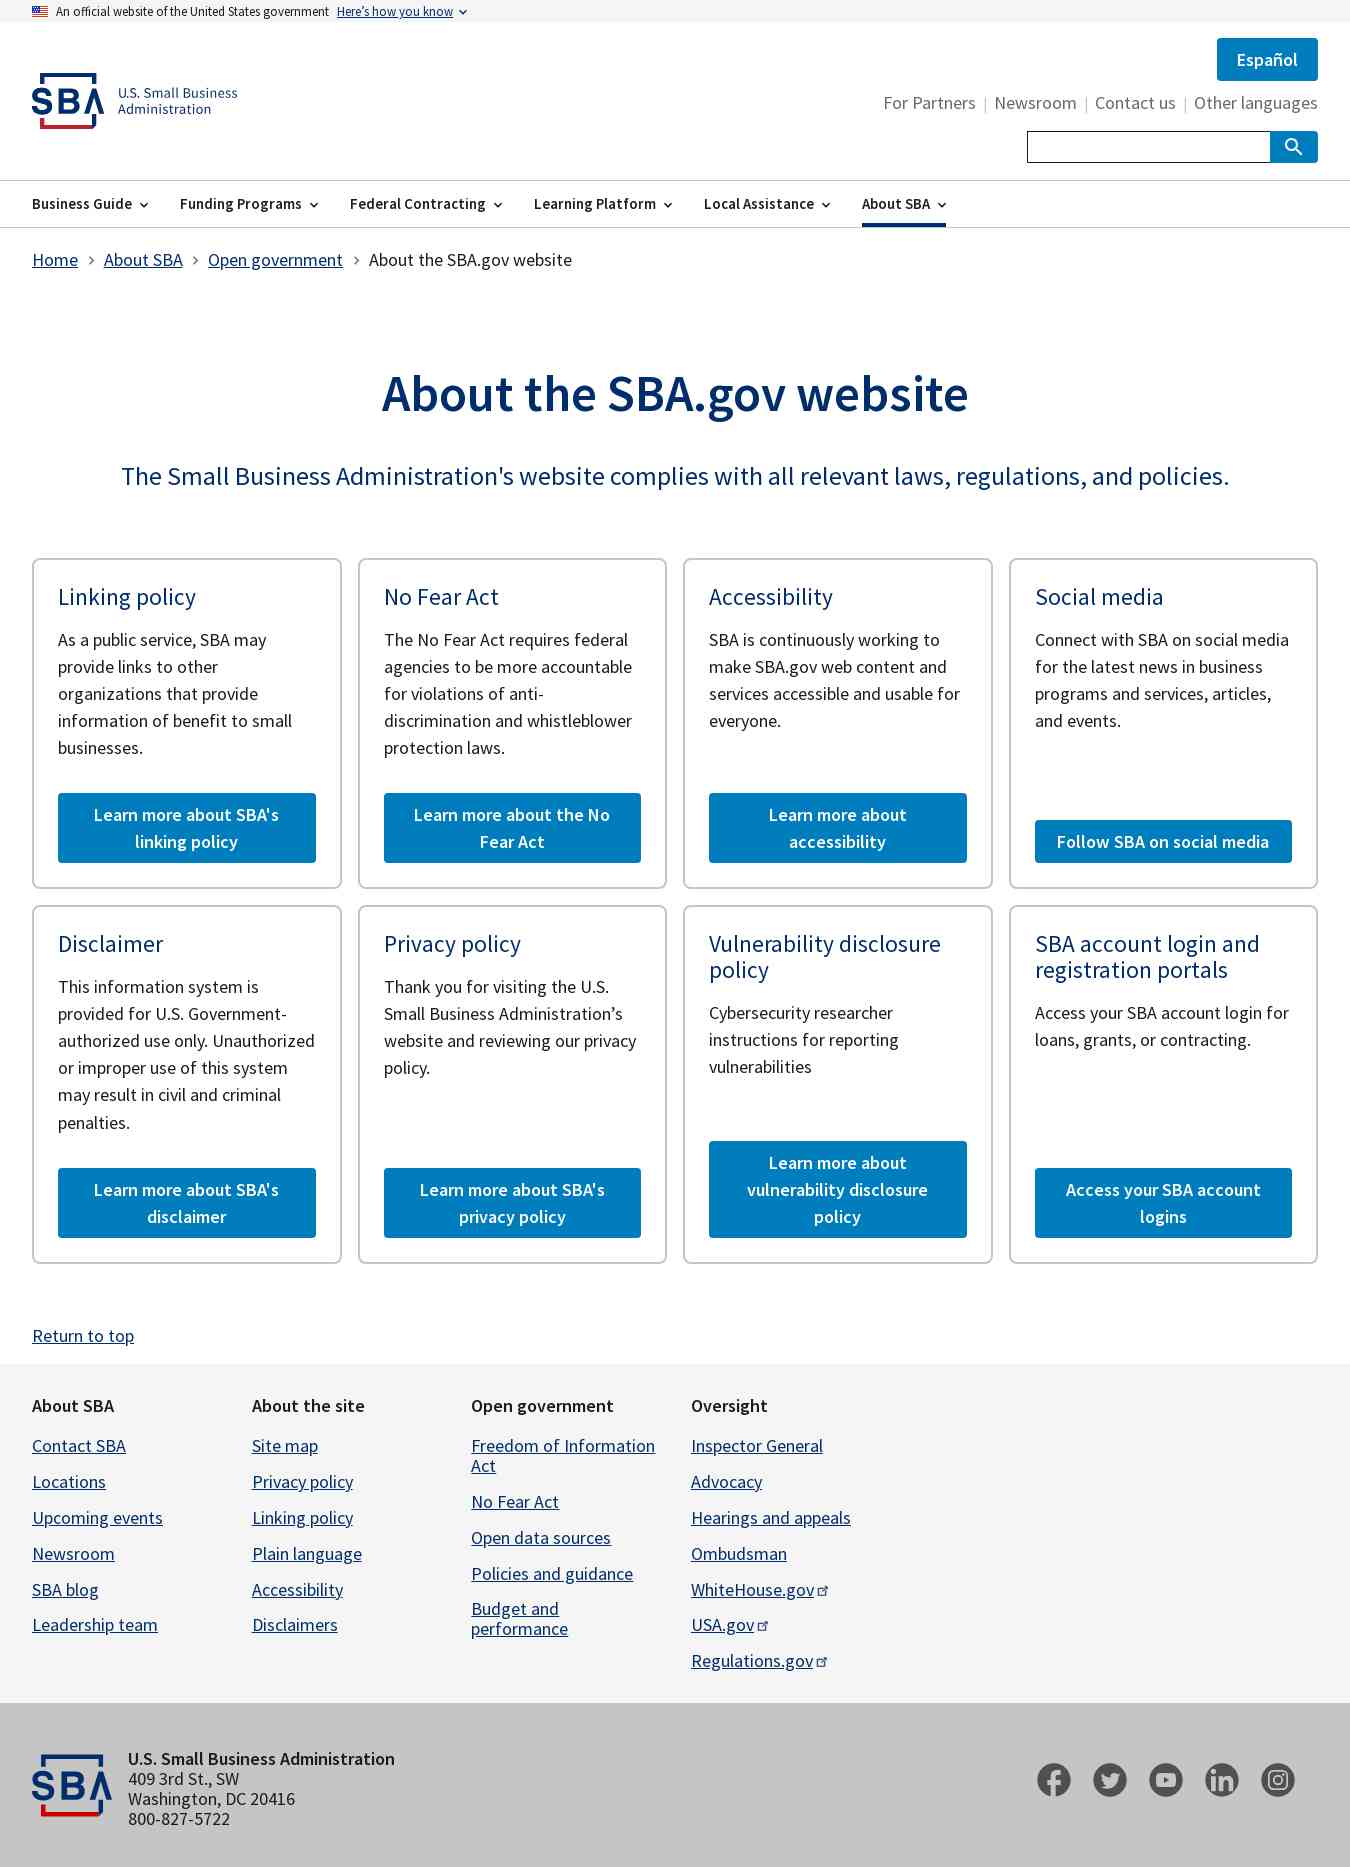 An official website of the United States government Here’s how you know
Español
SBA
U.S. Small Business
Administration
For Partners | Newsroom | Contact us | Other languages
Business Guide Funding Programs Federal Contracting Learning Platform Local Assistance About SBA
Home About SBA Open government About the SBA.gov website
About the SBA.gov website
The Small Business Administration's website complies with all relevant laws, regulations, and policies.
Linking policy
As a public service, SBA may
provide links to other
organizations that provide
information of benefit to small
businesses.
Learn more about SBA's
linking policy
No Fear Act
The No Fear Act requires federal
agencies to be more accountable
for violations of anti-
discrimination and whistleblower
protection laws.
Learn more about the No
Fear Act
Accessibility
SBA is continuously working to
make SBA.gov web content and
services accessible and usable for
everyone.
Learn more about
accessibility
Social media
Connect with SBA on social media
for the latest news in business
programs and services, articles,
and events.
Follow SBA on social media
Disclaimer
This information system is
provided for U.S. Government-
authorized use only. Unauthorized
or improper use of this system
may result in civil and criminal
penalties.
Learn more about SBA's
disclaimer
Privacy policy
Thank you for visiting the U.S.
Small Business Administration’s
website and reviewing our privacy
policy.
Learn more about SBA's
privacy policy
Vulnerability disclosure
policy
Cybersecurity researcher
instructions for reporting
vulnerabilities
Learn more about
vulnerability disclosure
policy
SBA account login and
registration portals
Access your SBA account login for
loans, grants, or contracting.
Access your SBA account
logins
Return to top
About SBA
Contact SBA
Locations
Upcoming events
Newsroom
SBA blog
Leadership team
About the site
Site map
Privacy policy
Linking policy
Plain language
Accessibility
Disclaimers
Open government
Freedom of Information
Act
No Fear Act
Open data sources
Policies and guidance
Budget and
performance
Oversight
Inspector General
Advocacy
Hearings and appeals
Ombudsman
WhiteHouse.gov
USA.gov
Regulations.gov
SBA
U.S. Small Business Administration
409 3rd St., SW
Washington, DC 20416
800-827-5722